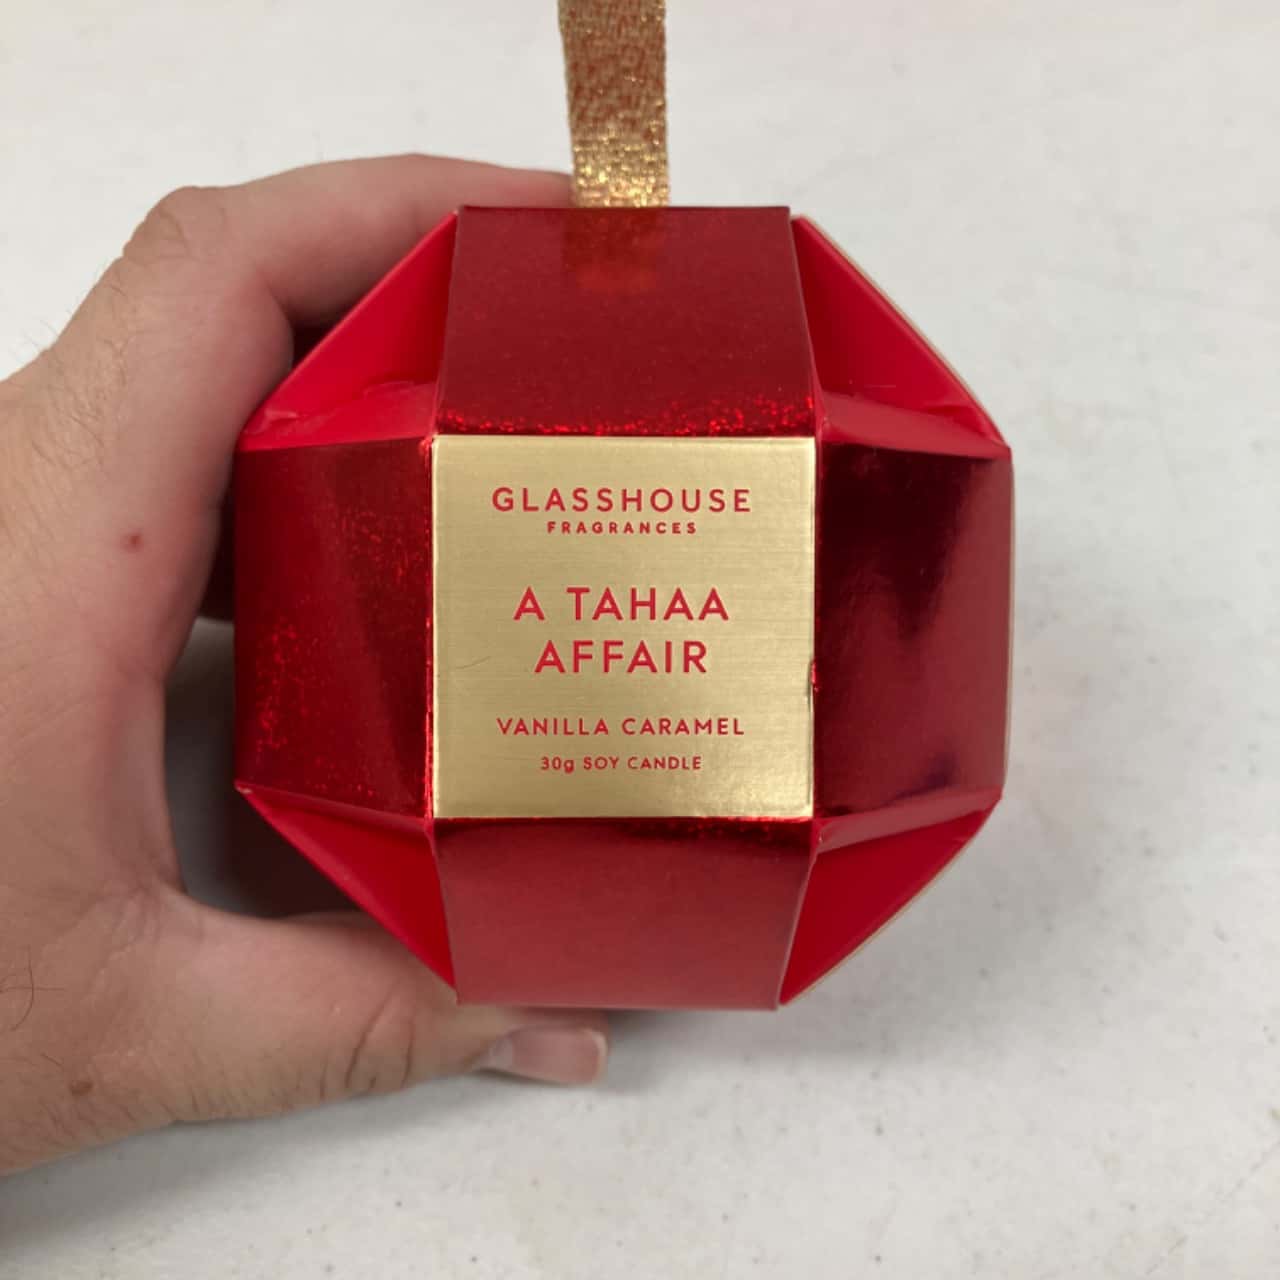 GLASSHOUSE
FRAGRANCES
A TAHAA
AFFAIR
VANILLA CARAMEL
30g SOY CANDLE